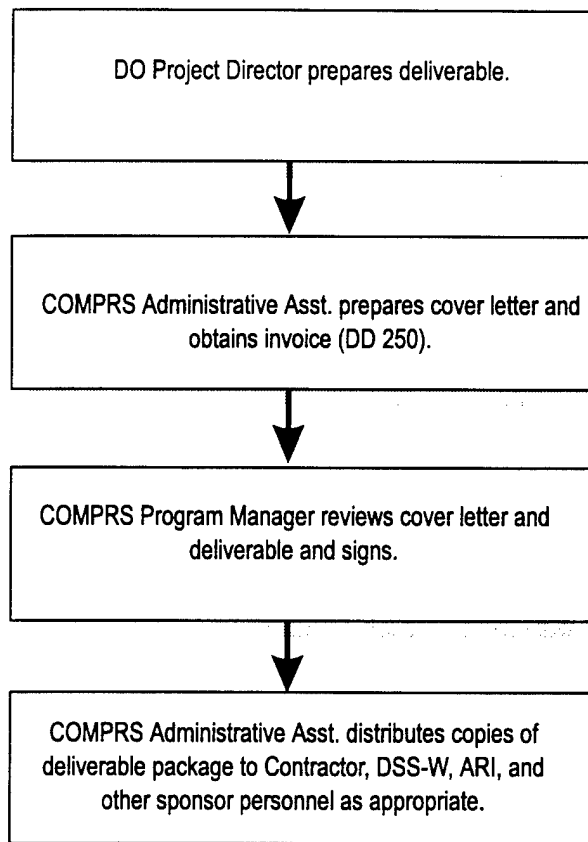 DO Project Director prepares deliverable.
COMPRS Administrative Asst. prepares cover letter and
obtains invoice (DD 250).
COMPRS Program Manager reviews cover letter and
deliverable and signs.
COMPRS Administrative Asst. distributes copies of
deliverable package to Contractor, DSS-W, ARI, and
other sponsor personnel as appropriate.